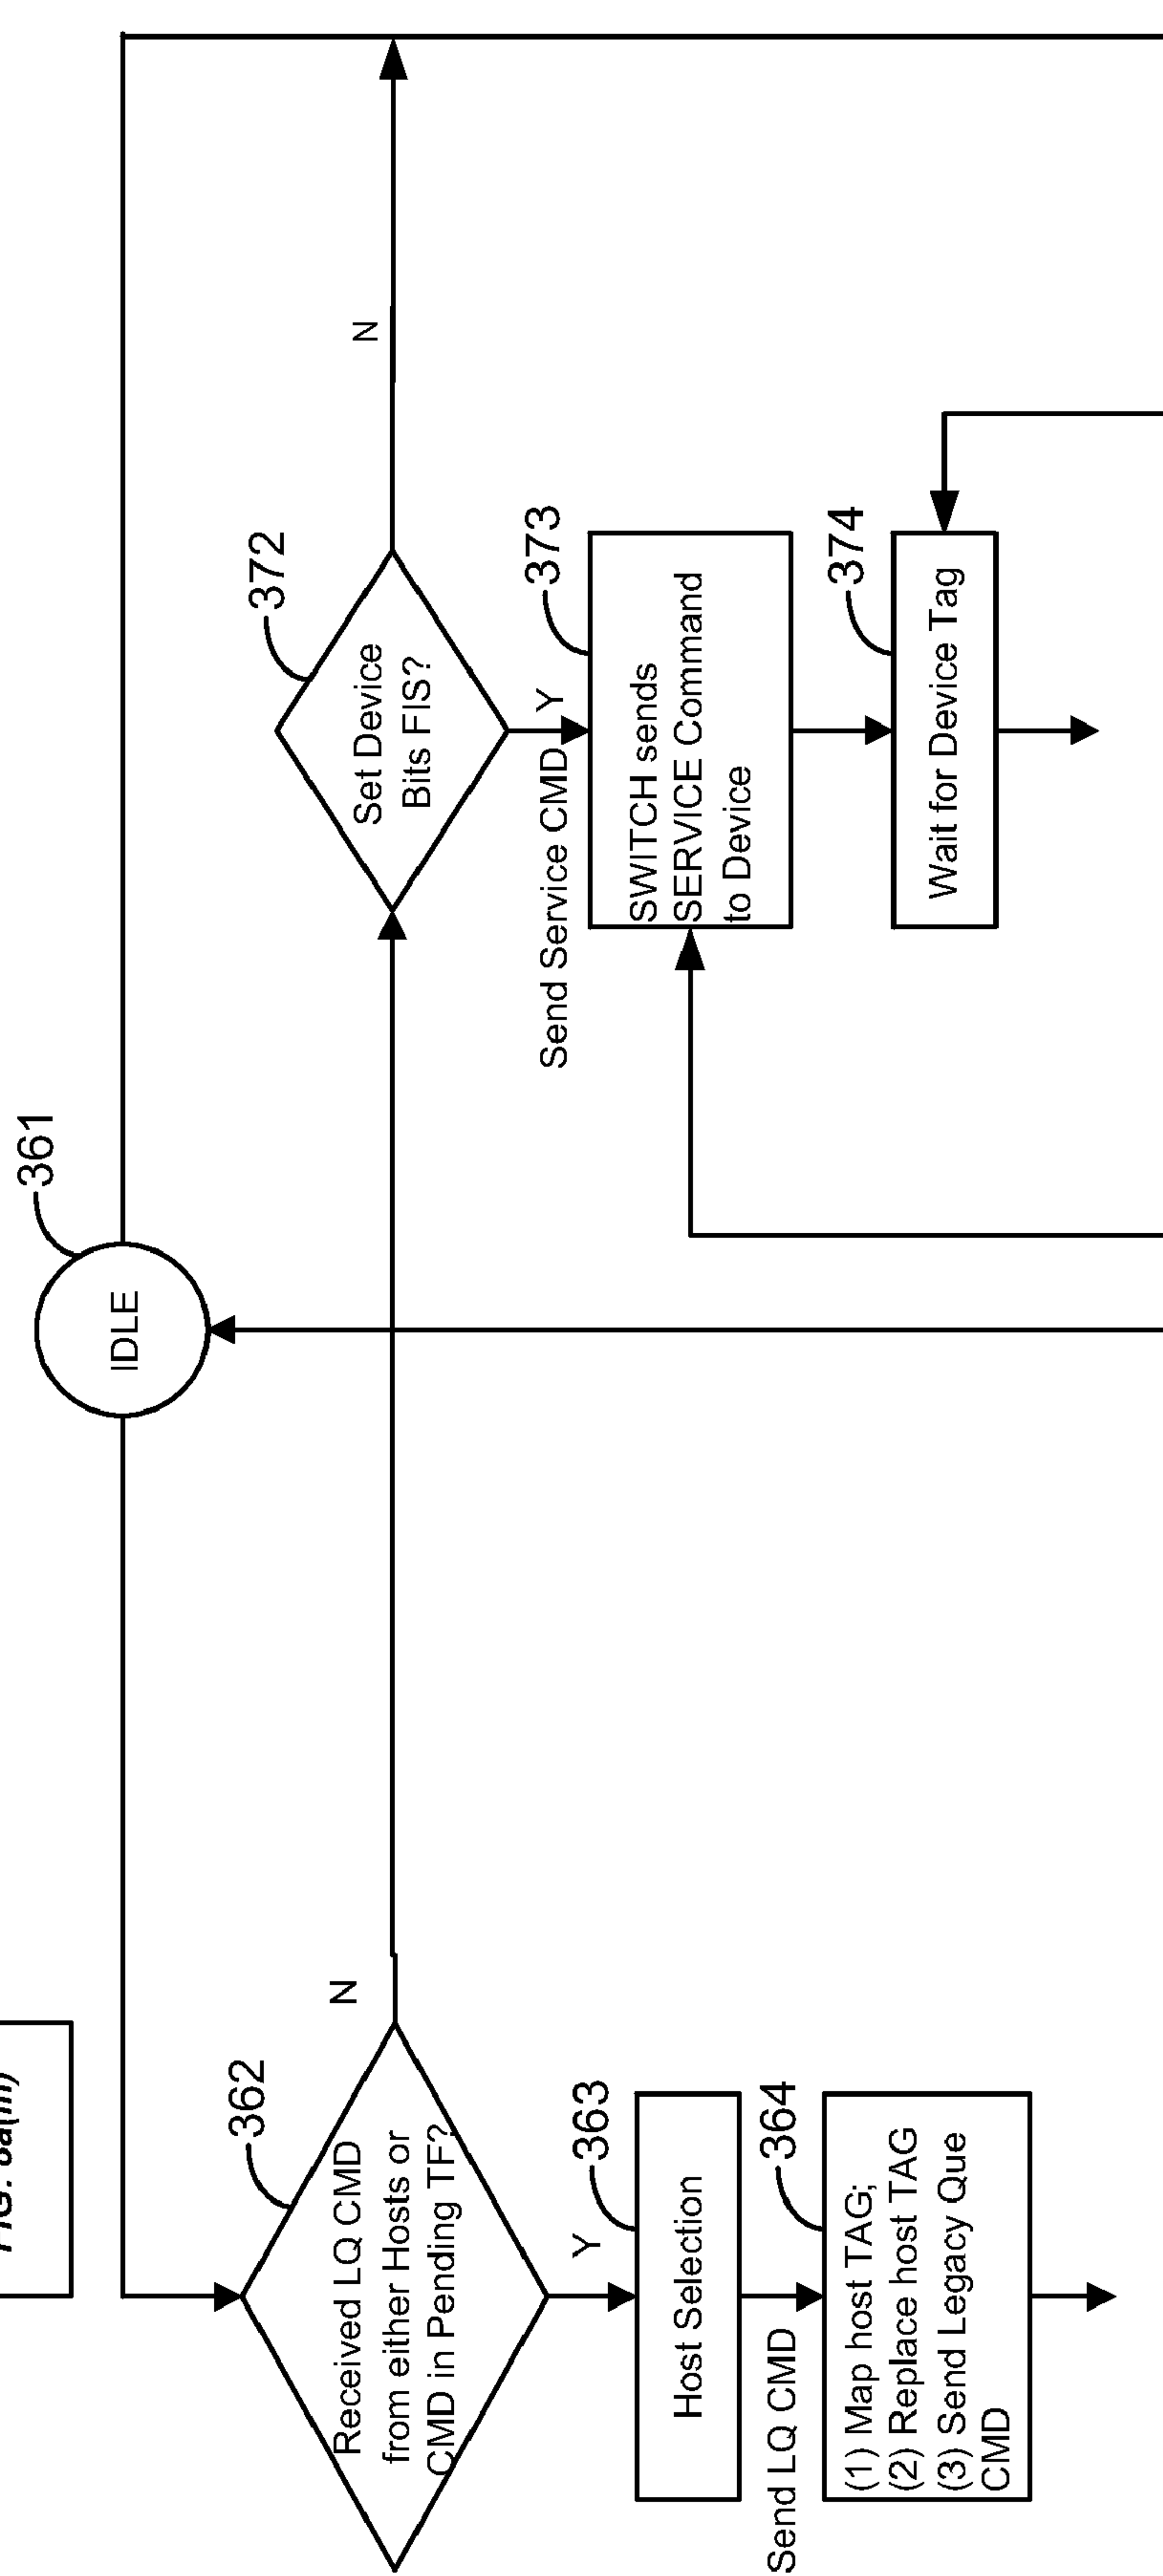 361
IDLE
362
Received LQ CMD
from either Hosts or
CMD in Pending TF?
N
Y
363
Host Selection
Send LQ CMD
364
(1) Map host TAG;
(2) Replace host TAG
(3) Send Legacy Que
CMD
372
Set Device
Bits FIS?
N
Y
Send Service CMD
373
SWITCH sends
SERVICE Command
to Device
374
Wait for Device Tag